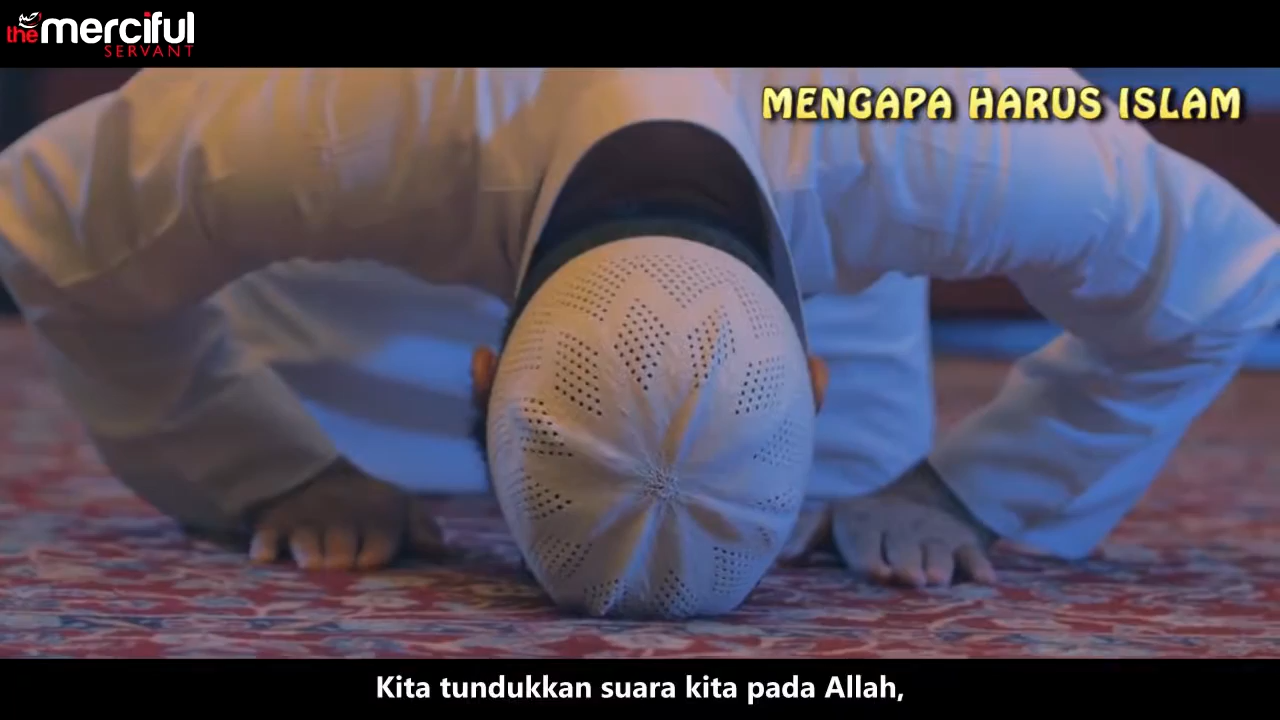 the merciful
SERVANT
MENGAPA HARUS ISLAM
Kita tundukkan suara kita pada Allah,